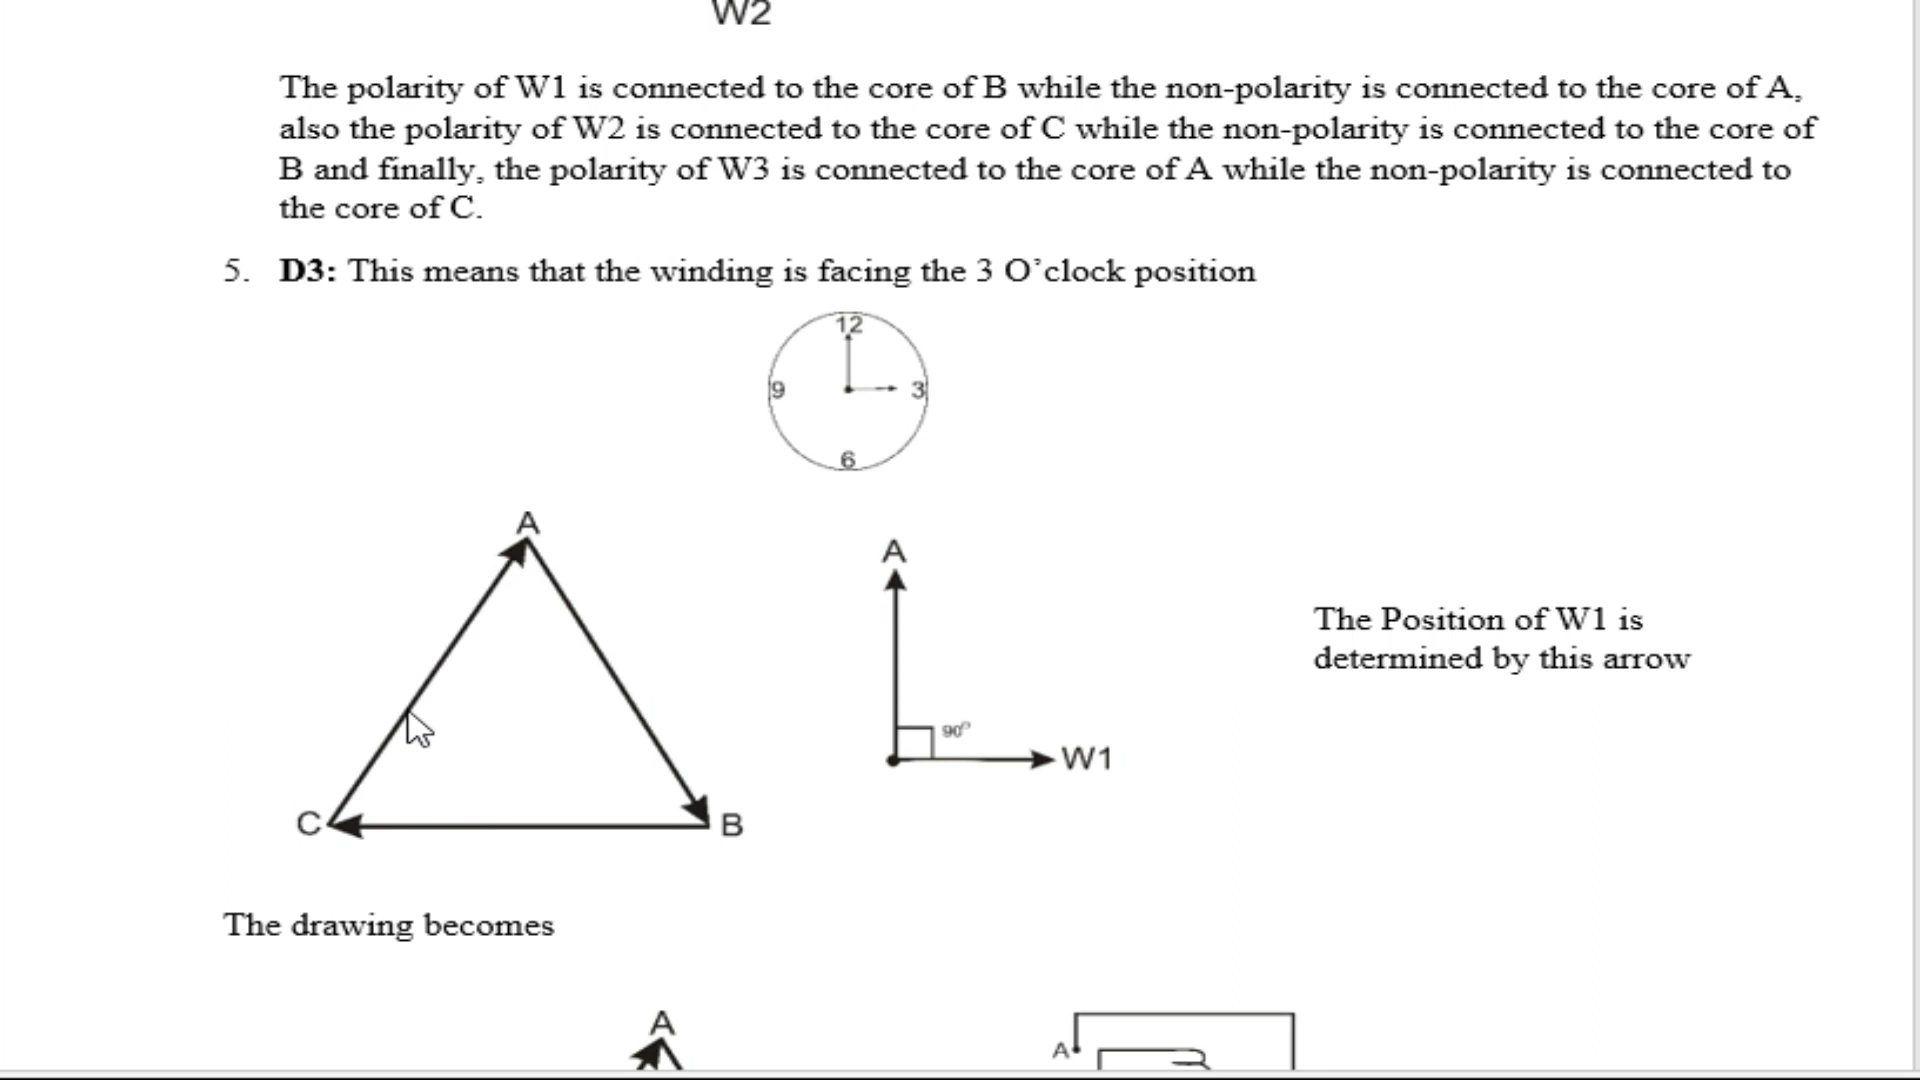 W2
The polarity of W1 is connected to the core of B while the non-polarity is connected to the core of A,
also the polarity of W2 is connected to the core of C while the non-polarity is connected to the core of
B and finally, the polarity of W3 is connected to the core of A while the non-polarity is connected to
the core of C.
5. D3: This means that the winding is facing the 3 O’clock position
12
9
3
6
A
C
B
A
90°
W1
The Position of W1 is
determined by this arrow
The drawing becomes
A
A